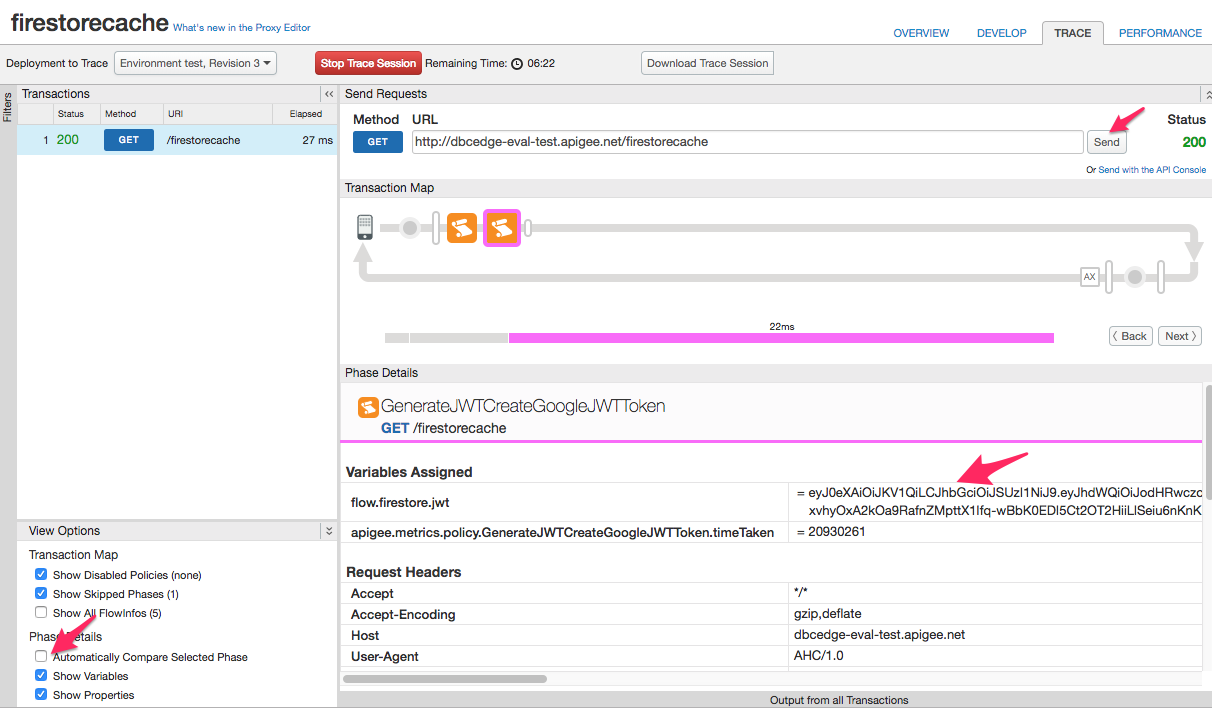 firestorecache What's new in the Proxy Editor
OVERVIEW DEVELOP TRACE PERFORMANCE
Deployment to Trace Environment test, Revision 3 Stop Trace Session Remaining Time: 06:22 Download Trace Session
Filters
Transactions
Status Method URI Elapsed
1 200 GET /firestorecache 27 ms
Send Requests
Method URL Status
GET http://dbcedge-eval-test.apigee.net/firestorecache Send 200
Or Send with the API Console
Transaction Map
AX
22ms
Back Next
Phase Details
GenerateJWTCreateGoogleJWTToken
GET /firestorecache
Variables Assigned
flow.firestore.jwt = eyJ0eXAiOiJKV1QiLCJhbGciOiJSUzI1NiJ9.eyJhdWQiOiJodHRwczc
xvhyOxA2kOa9RafnZMpttX1Ifq-wBbK0EDI5Ct2OT2HiiLlSeiu6nKnK
apigee.metrics.policy.GenerateJWTCreateGoogleJWTToken.timeTaken = 20930261
Request Headers
Accept */*
Accept-Encoding gzip,deflate
Host dbcedge-eval-test.apigee.net
User-Agent AHC/1.0
View Options
Transaction Map
Show Disabled Policies (none)
Show Skipped Phases (1)
Show All FlowInfos (5)
Phase Details
Automatically Compare Selected Phase
Show Variables
Show Properties
Output from all Transactions